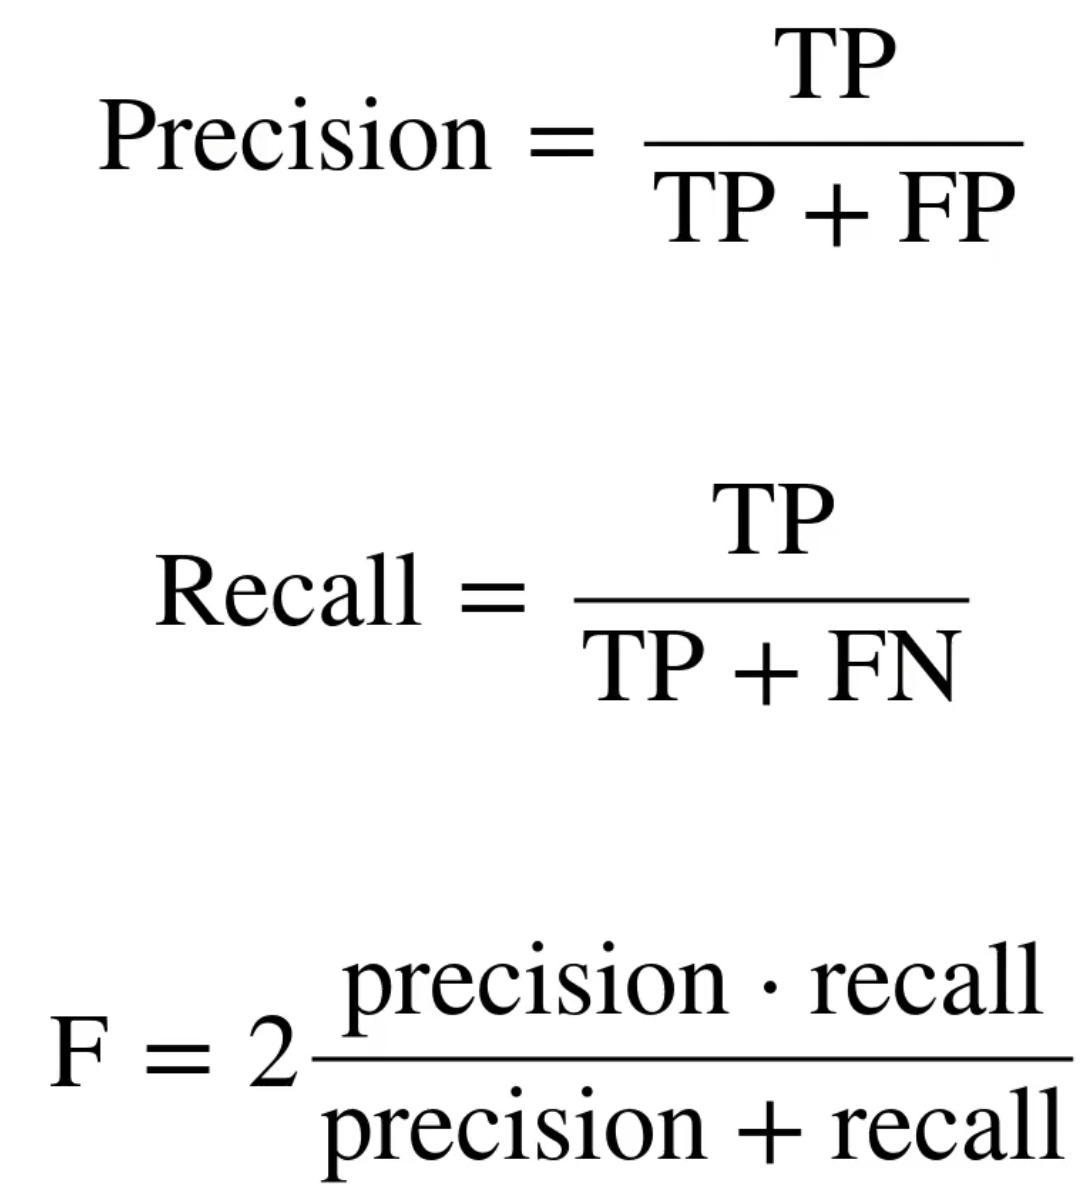 Precision = TP / TP + FP
Recall = TP / TP + FN
F = 2 precision · recall / precision + recall